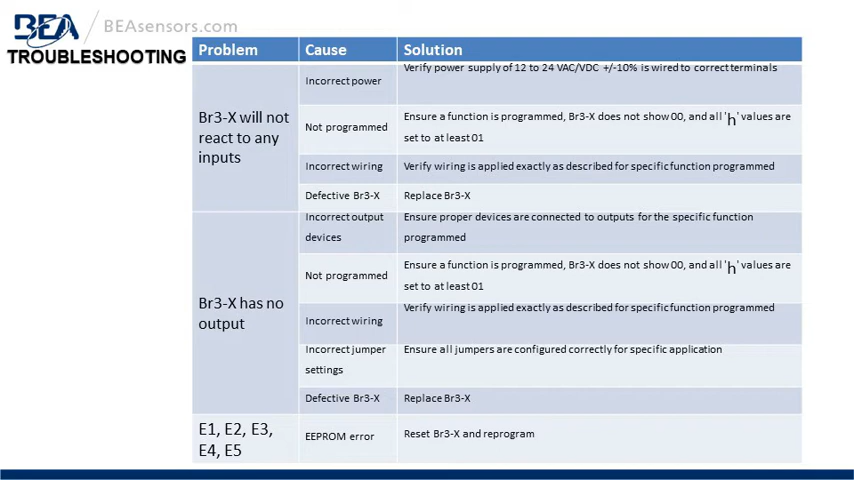 BEA
BEAsensors.com
TROUBLESHOOTING
Problem Cause Solution
Br3-X will not
react to any
inputs
Incorrect power
Verify power supply of 12 to 24 VAC/VDC +/-10% is wired to correct terminals
Not programmed
Ensure a function is programmed, Br3-X does not show 00, and all 'h' values are
set to at least 01
Incorrect wiring
Verify wiring is applied exactly as described for specific function programmed
Defective Br3-X
Replace Br3-X
Br3-X has no
output
Incorrect output
devices
Ensure proper devices are connected to outputs for the specific function
programmed
Not programmed
Ensure a function is programmed, Br3-X does not show 00, and all 'h' values are
set to at least 01
Incorrect wiring
Verify wiring is applied exactly as described for specific function programmed
Incorrect jumper
settings
Ensure all jumpers are configured correctly for specific application
Defective Br3-X
Replace Br3-X
E1, E2, E3,
E4, E5
EEPROM error
Reset Br3-X and reprogram